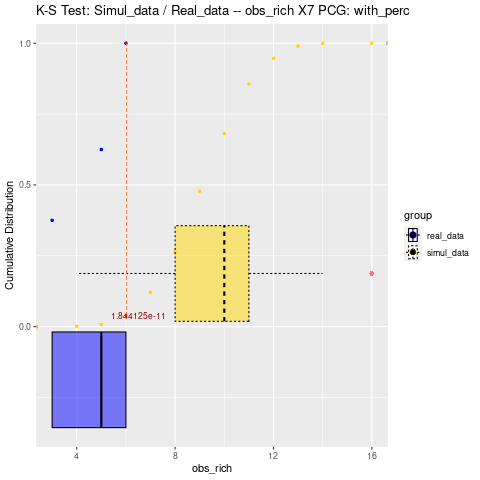 K-S Test: Simul_data / Real_data -- obs_rich X7 PCG: with_perc
1.0
0.5
0.0
Cumulative Distribution
1.844125e-11
4 8 12 16
obs_rich
group
real_data
simul_data